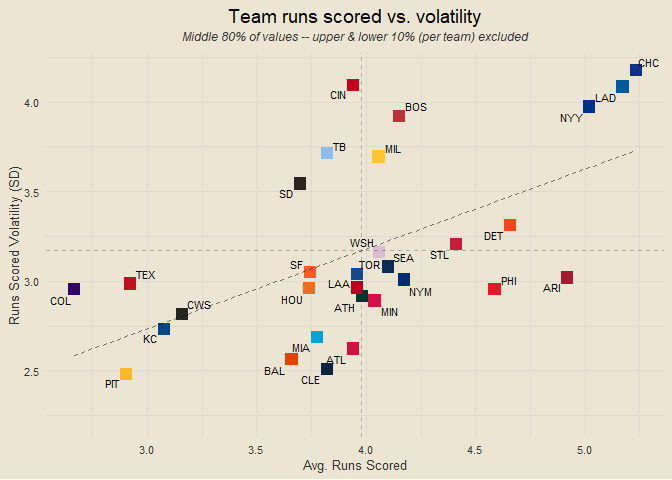 Team runs scored vs. volatility
Middle 80% of values -- upper & lower 10% (per team) excluded
CHC
LAD
NYY
4.0
CIN
BOS
TB
MIL
SD
3.5
DET
WSH
STL
SF
TOR
SEA
TEX
PHI
ARI
NYM
COL
3.0
HOU
LAA
ATH
MIN
CWS
KC
MIA
ATL
BAL
CLE
PIT
2.5
Runs Scored Volatility (SD)
3.0
3.5
4.0
4.5
5.0
Avg. Runs Scored